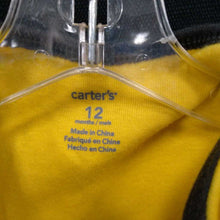 carter's®
12
months / mois
Made in China
Fabriqué en Chine
Hecho en China